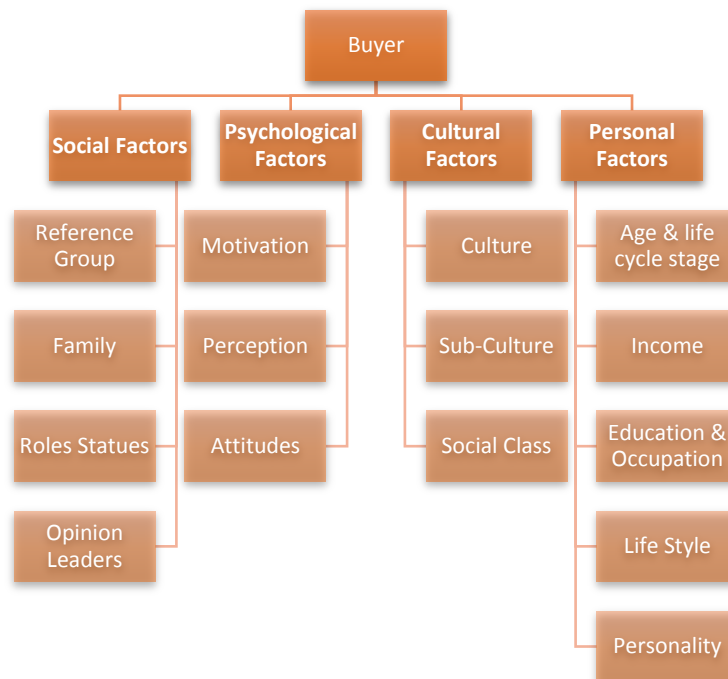 Buyer
Social Factors
Psychological
Factors
Cultural
Factors
Personal
Factors
Reference
Group
Family
Roles Statues
Opinion
Leaders
Motivation
Perception
Attitudes
Culture
Sub-Culture
Social Class
Age & life
cycle stage
Income
Education &
Occupation
Life Style
Personality